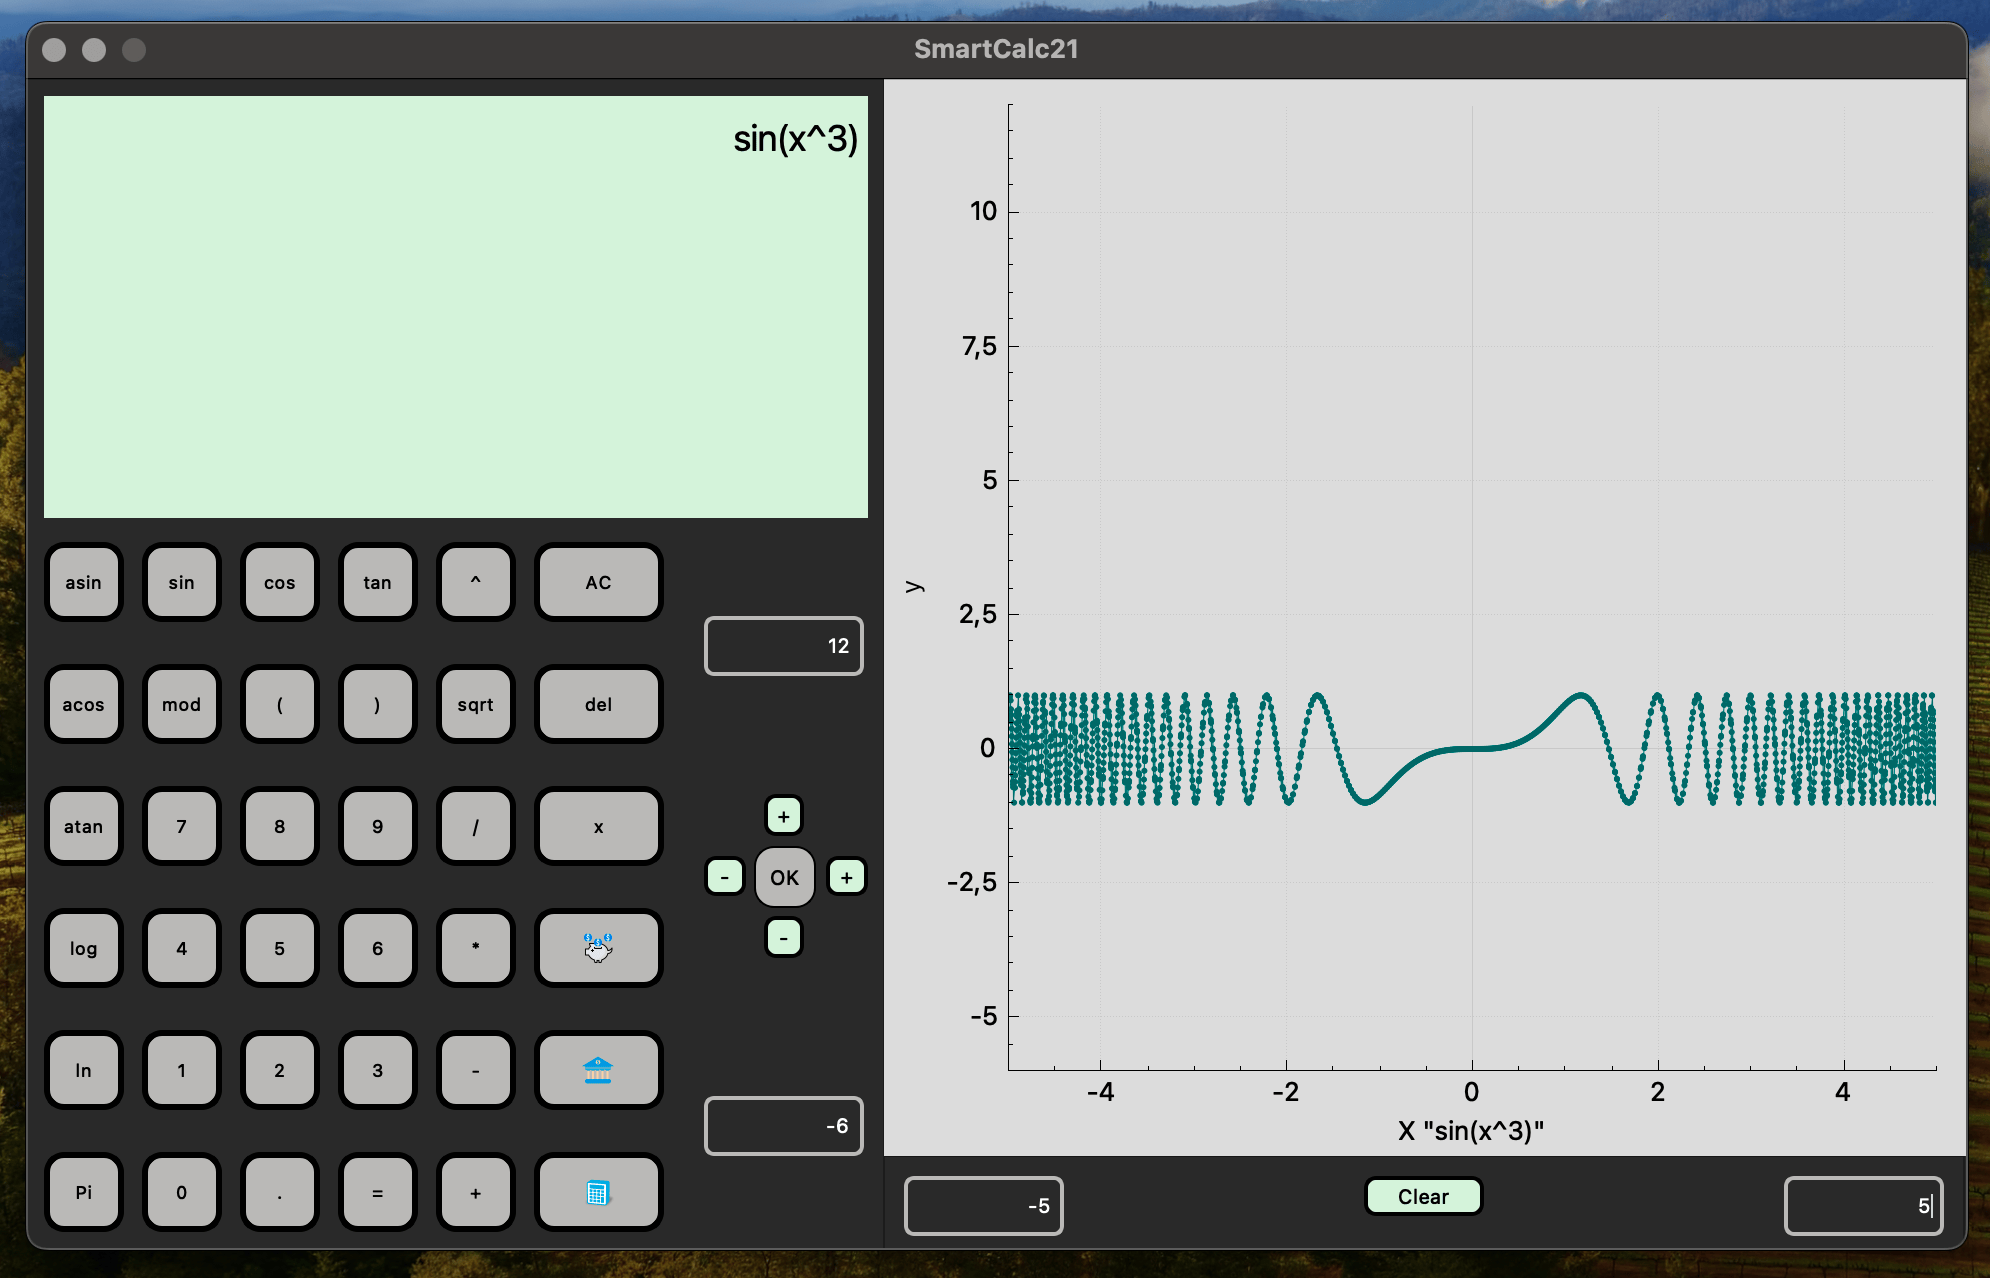 SmartCalc21
sin(x^3)
asin sin cos tan ^ AC
12
acos mod ( ) sqrt del
atan 7 8 9 / x
+
- OK +
-
log 4 5 6 *
ln 1 2 3 -
-6
Pi 0 . = +
10
7,5
5
2,5
0
-2,5
-5
y
-4 -2 0 2 4
X "sin(x^3)"
-5 Clear 5